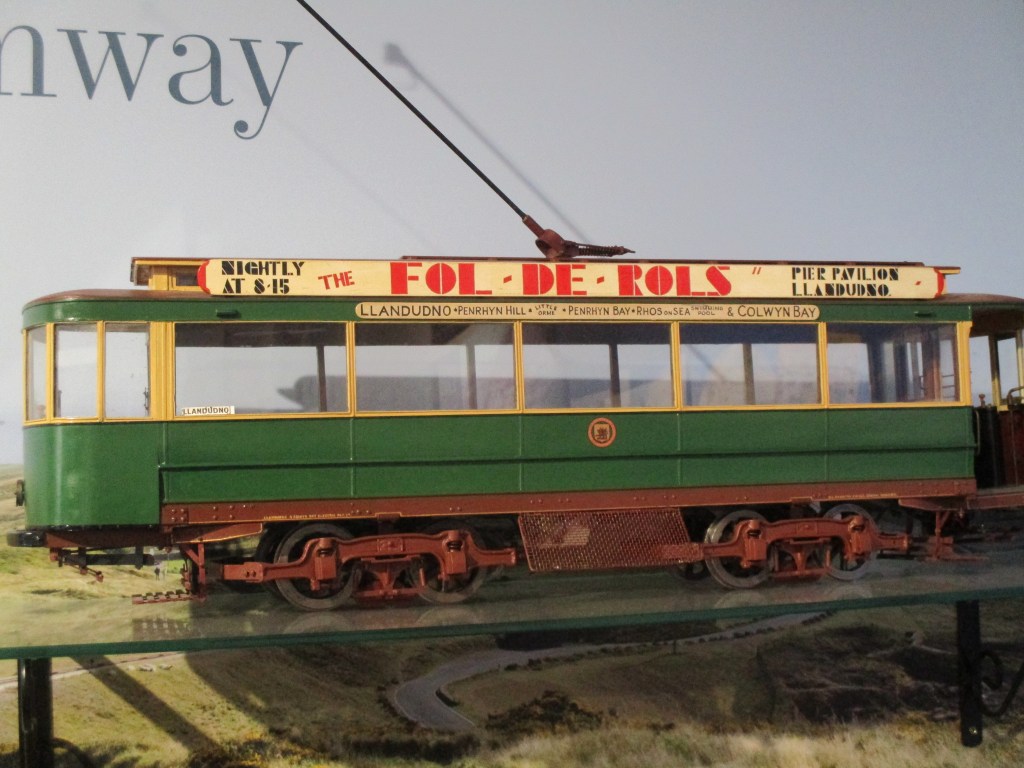 mway
NIGHTLY
AT 8·15
"THE FOL-DE-ROLS"
PIER PAVILION
LLANDUDNO.
LLANDUDNO • PENRHYN HILL • LITTLE ORME • PENRHYN BAY • RHOS ON SEA SWIMMING POOL & COLWYN BAY
LLANDUDNO